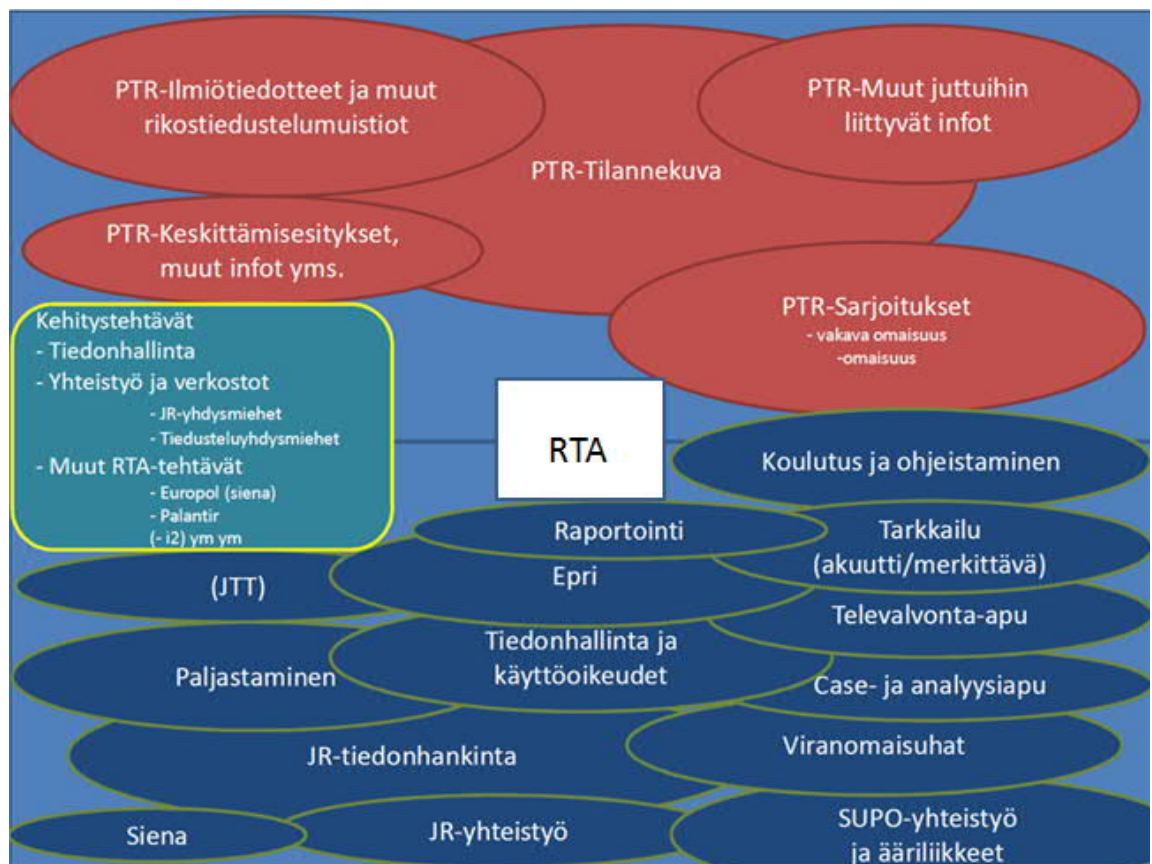 PTR-Ilmiötiedotteet ja muut
rikostiedustelumuistiot
PTR-Muut juttuihin
liittyvät infot
PTR-Tilannekuva
PTR-Keskittämisesitykset,
muut infot yms.
PTR-Sarjoitukset
- vakava omaisuus
-omaisuus
Kehitystehtävät
- Tiedonhallinta
- Yhteistyö ja verkostot
- JR-yhdysmiehet
- Tiedusteluyhdysmiehet
- Muut RTA-tehtävät
- Europol (siena)
- Palantir
(- i2) ym ym
RTA
Koulutus ja ohjeistaminen
Raportointi
Tarkkailu
(akuutti/merkittävä)
(JTT)
Epri
Televalvonta-apu
Tiedonhallinta ja
käyttöoikeudet
Paljastaminen
Case- ja analyysiapu
JR-tiedonhankinta
Viranomaisuhat
Siena
JR-yhteistyö
SUPO-yhteistyö
ja ääriliikkeet